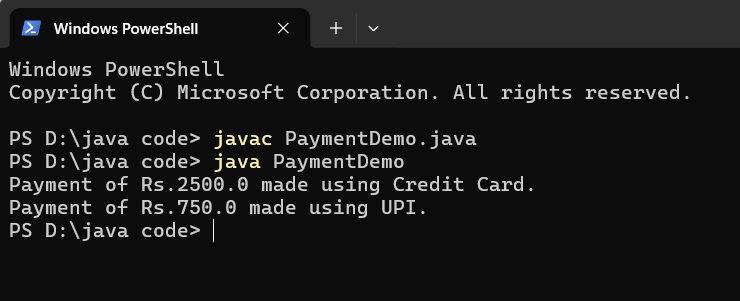 Windows PowerShell
Windows PowerShell
Copyright (C) Microsoft Corporation. All rights reserved.
PS D:\java code> javac PaymentDemo.java
PS D:\java code> java PaymentDemo
Payment of Rs.2500.0 made using Credit Card.
Payment of Rs.750.0 made using UPI.
PS D:\java code>